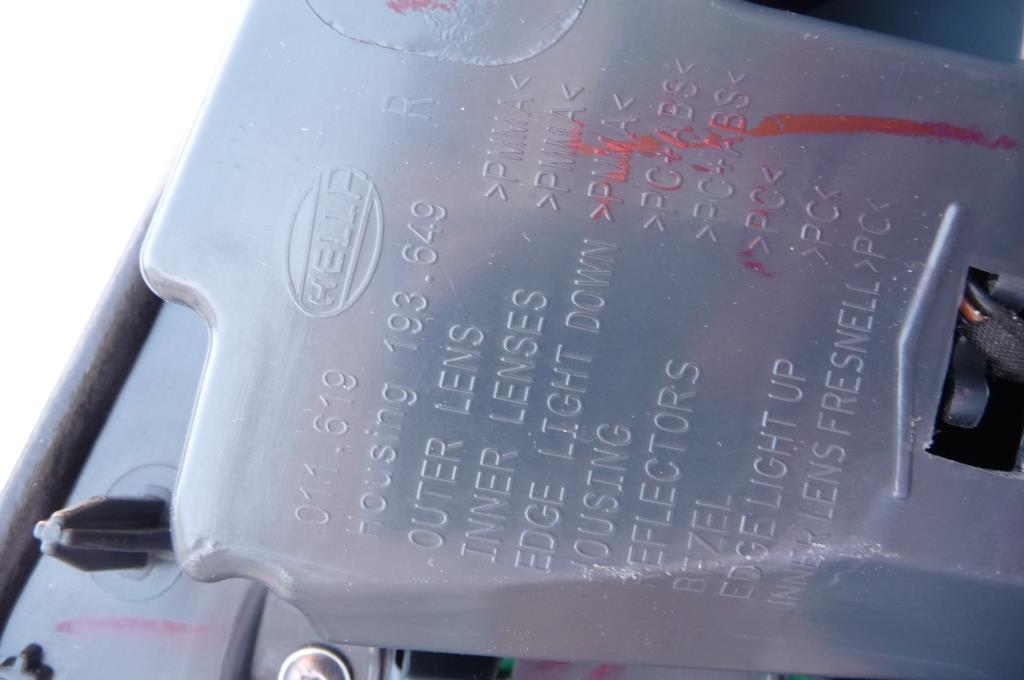 HELLA R
011.619
Housing 193.649
OUTER LENS >PMMA<
INNER LENSES >PMMA<
EDGE LIGHT DOWN >PMMA<
HOUSING >PC+ABS<
REFLECTORS >PC+ABS<
BEZEL >PC<
EDGE LIGHT UP >PC<
INNER LENS FRESNELL>PC<